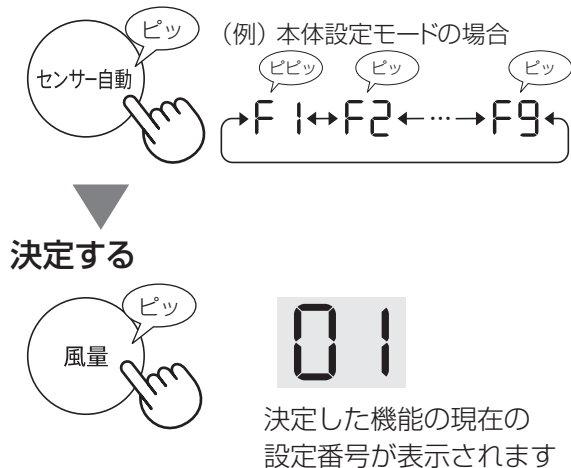 ピッ
(例) 本体設定モードの場合
センサー自動
ピピッ ピッ ピッ
F1↔F2←…→F9
決定する
ピッ
風量
01
決定した機能の現在の
設定番号が表示されます